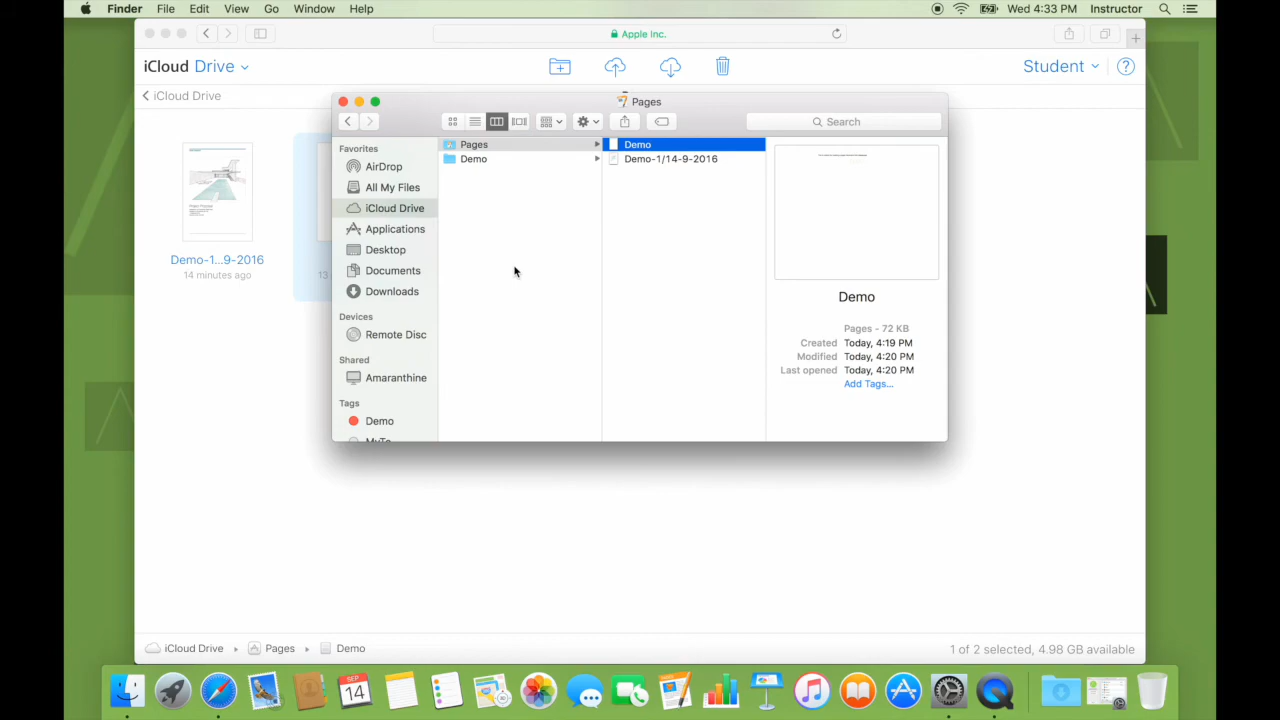 Finder File Edit View Go Window Help Wed 4:33 PM Instructor
Apple Inc.
iCloud Drive Student ?
iCloud Drive
Pages
Search
Favorites
AirDrop
All My Files
iCloud Drive
Applications
Desktop
Documents
Downloads
Devices
Remote Disc
Shared
Amaranthine
Tags
Demo
Pages
Demo
Demo
Demo-1/14-9-2016
Demo
Pages - 72 KB
Created Today, 4:19 PM
Modified Today, 4:20 PM
Last opened Today, 4:20 PM
Add Tags...
Demo-1...9-2016
14 minutes ago
13
iCloud Drive Pages Demo 1 of 2 selected, 4.98 GB available
SEP
14